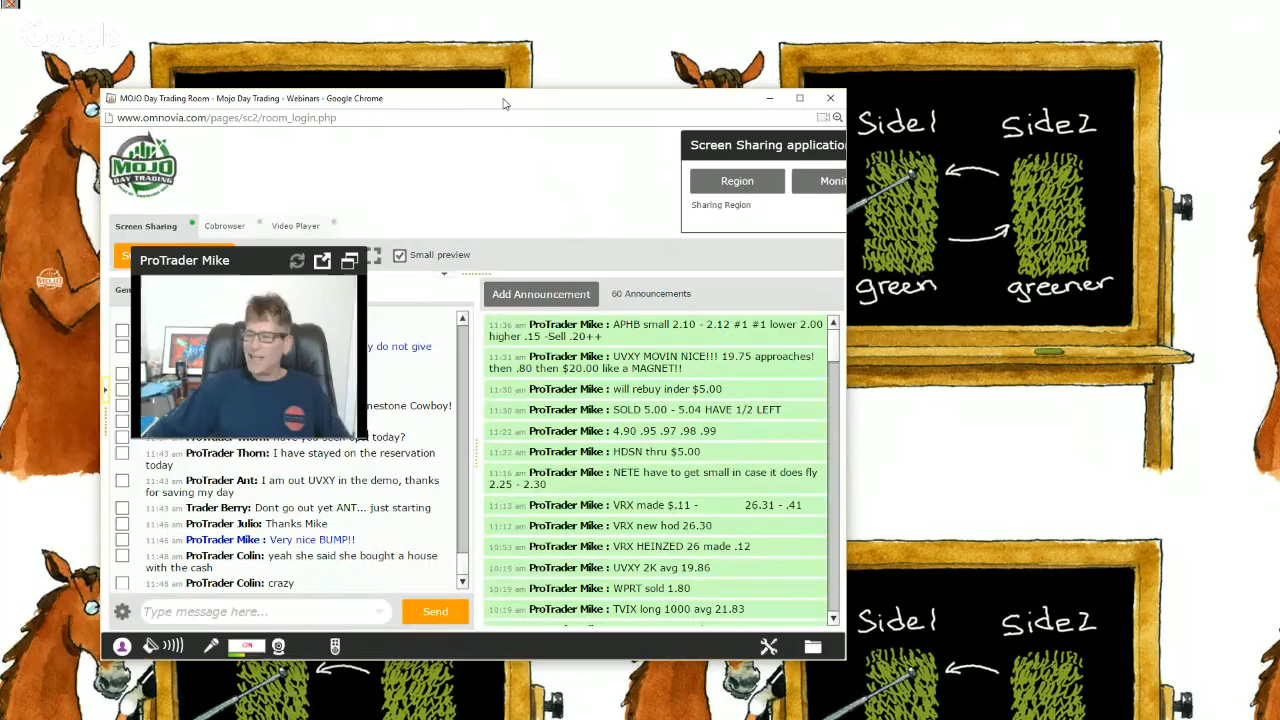 Google
MOJO Day Trading Room - Mojo Day Trading - Webinars - Google Chrome
www.omnovia.com/pages/sc2/room_login.php
MOJO
DAY TRADING
Screen Sharing application
Region
Monit
Sharing Region
Screen Sharing
Cobrowser
Video Player
Small preview
ProTrader Mike
Gen
y do not give
nestone Cowboy!
today?
11:43 am ProTrader Thorn: I have stayed on the reservation
today
11:43 am ProTrader Ant: I am out UVXY in the demo, thanks
for saving my day
11:43 am Trader Berry: Dont go out yet ANT... just starting
11:46 am ProTrader Julio: Thanks Mike
11:46 am ProTrader Mike : Very nice BUMP!!
11:48 am ProTrader Colin: yeah she said she bought a house
with the cash
11:48 am ProTrader Colin: crazy
Type message here...
Send
Add Announcement
60 Announcements
11:36 am ProTrader Mike : APHB small 2.10 - 2.12 #1 #1 lower 2.00
higher .15 -Sell .20++
11:31 am ProTrader Mike : UVXY MOVIN NICE!!! 19.75 approaches!
then .80 then $20.00 like a MAGNET!!
11:30 am ProTrader Mike : will rebuy inder $5.00
11:30 am ProTrader Mike : SOLD 5.00 - 5.04 HAVE 1/2 LEFT
11:22 am ProTrader Mike : 4.90 .95 .97 .98 .99
11:22 am ProTrader Mike : HDSN thru $5.00
11:16 am ProTrader Mike : NETE have to get small in case it does fly
2.25 - 2.30
11:13 am ProTrader Mike : VRX made $.11 - 26.31 - .41
11:12 am ProTrader Mike : VRX new hod 26.30
10:53 am ProTrader Mike : VRX HEINZED 26 made .12
10:19 am ProTrader Mike : UVXY 2K avg 19.86
10:19 am ProTrader Mike : WPRT sold 1.80
10:19 am ProTrader Mike : TVIX long 1000 avg 21.83
ON
Side1
Side2
green
greener
MOJO
Side1
Side2